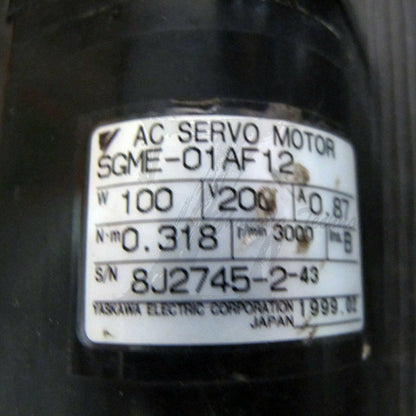 AC SERVO MOTOR
SGME-01AF12
W 100 V 200 A 0.87
N·m 0.318 r/min 3000 Ins. B
S/N 8J2745-2-43
YASKAWA ELECTRIC CORPORATION 1999.02
JAPAN